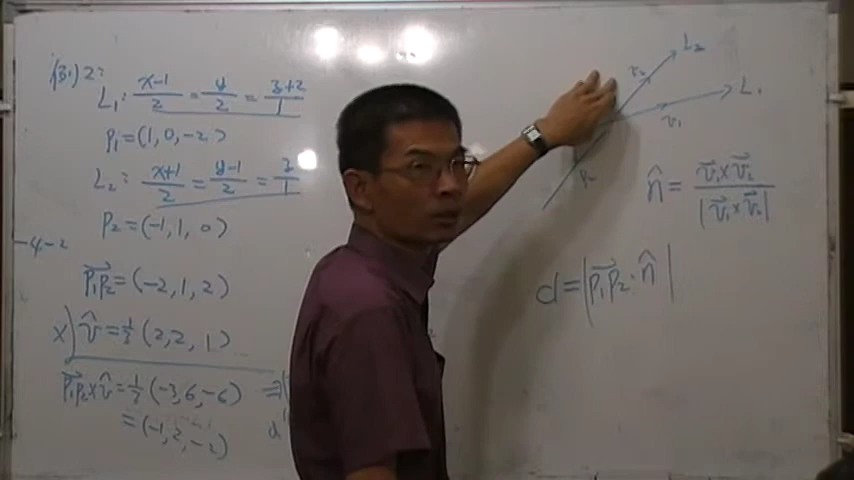 (31) 2:
L₁: (x-1)/2 = y/2 = (z+2)/1
P₁=(1,0,-2)
L₂: (x+1)/2 = (y-1)/2 = z/1
P₂=(-1,1,0)
-4,-2
P₁P₂=(-2,1,2)
x) v̂=1/3(2,2,1)
P₁P₂×v̂=1/3(-3,6,-6) ⇒
=(-1,2,-2) d
L₂
v₂
L₁
v₁
P₂
n̂ = (v₁×v₂)/|v₁×v₂|
d=|P₁P₂·n̂|